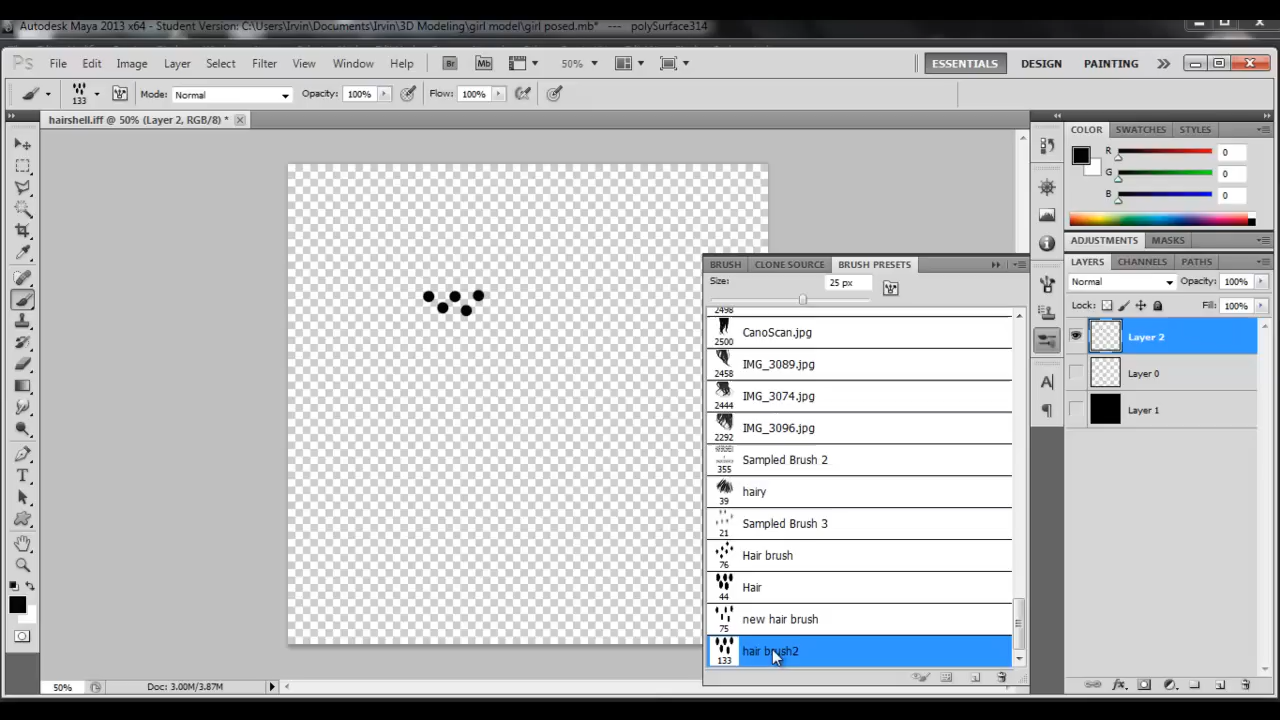 Autodesk Maya 2013 x64 - Student Version: C:\Users\Irvin\Documents\Irvin\3D Modeling\girl model\girl posed.mb* --- polySurface314
Ps File Edit Image Layer Select Filter View Window Help Br Mb 50% ESSENTIALS DESIGN PAINTING
133 Mode: Normal Opacity: 100% Flow: 100%
hairshell.iff @ 50% (Layer 2, RGB/8) *
COLOR SWATCHES STYLES
R 0
G 0
B 0
ADJUSTMENTS MASKS
LAYERS CHANNELS PATHS
Normal Opacity: 100%
Lock: Fill: 100%
Layer 2
Layer 0
Layer 1
BRUSH CLONE SOURCE BRUSH PRESETS
Size: 25 px
2498
CanoScan.jpg
2500
IMG_3089.jpg
2458
IMG_3074.jpg
2444
IMG_3096.jpg
2292
Sampled Brush 2
355
hairy
39
Sampled Brush 3
21
Hair brush
76
Hair
44
new hair brush
75
hair brush2
133
50% Doc: 3.00M/3.87M